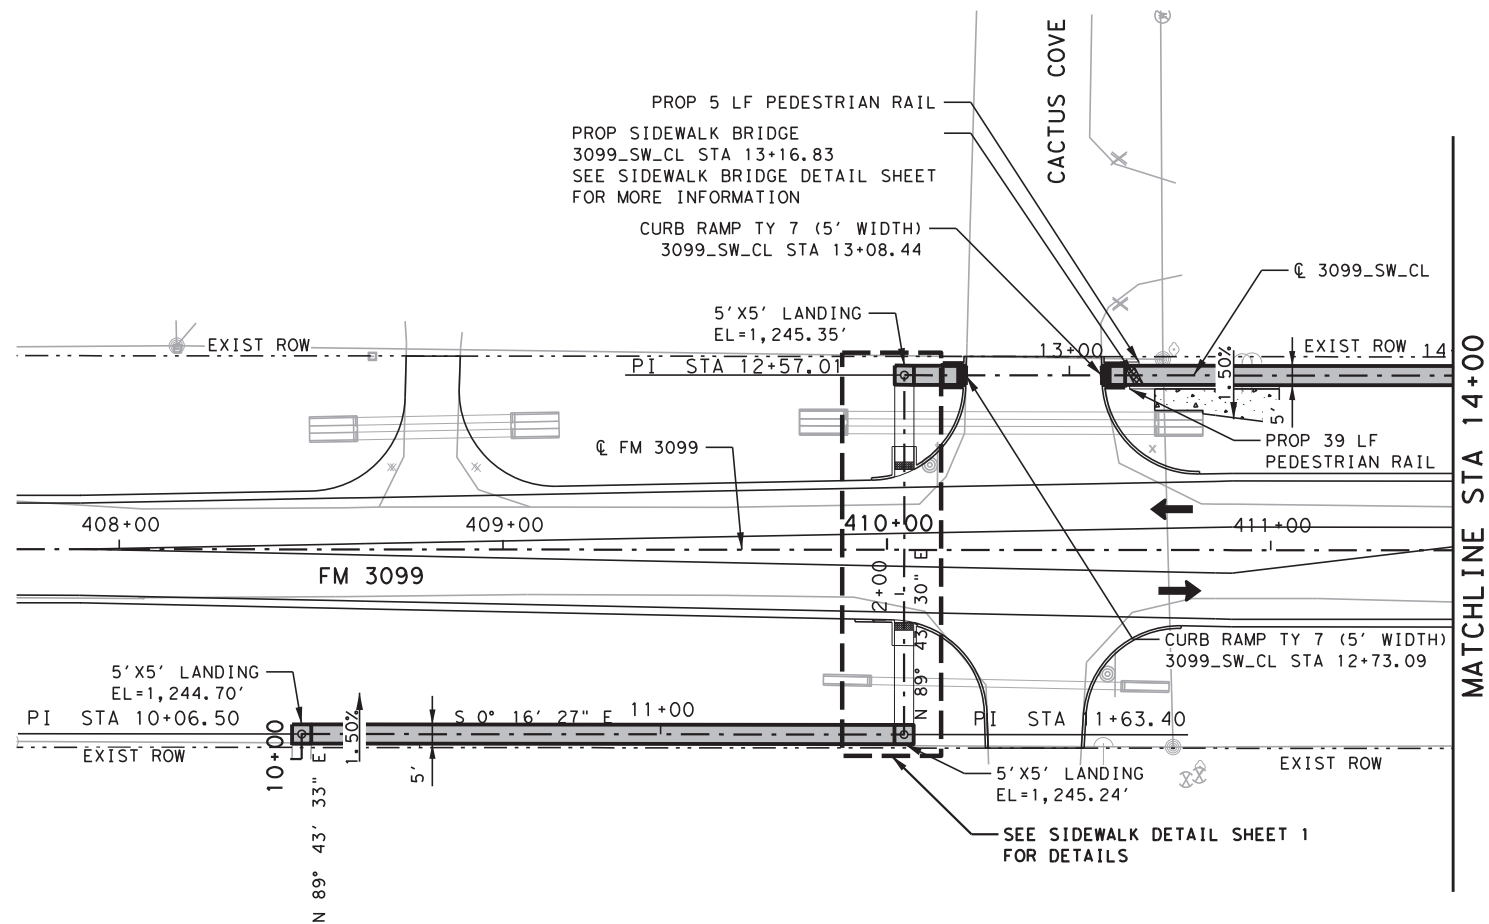 CACTUS COVE
PROP 5 LF PEDESTRIAN RAIL
PROP SIDEWALK BRIDGE
3099_SW_CL STA 13+16.83
SEE SIDEWALK BRIDGE DETAIL SHEET
FOR MORE INFORMATION
CURB RAMP TY 7 (5' WIDTH)
3099_SW_CL STA 13+08.44
℄ 3099_SW_CL
5'X5' LANDING
EL=1,245.35'
EXIST ROW
13+00
EXIST ROW
14
PI STA 12+57.01
1.50%
5'
MATCHLINE STA 14+00
℄ FM 3099
PROP 39 LF
PEDESTRIAN RAIL
408+00
409+00
410+00
411+00
FM 3099
2+00
N 89° 43' 30" E
CURB RAMP TY 7 (5' WIDTH)
3099_SW_CL STA 12+73.09
5'X5' LANDING
EL=1,244.70'
PI STA 10+06.50
S 0° 16' 27" E
11+00
PI STA 11+63.40
10+00
1.50%
5'
EXIST ROW
EXIST ROW
5'X5' LANDING
EL=1,245.24'
N 89° 43' 33" E
SEE SIDEWALK DETAIL SHEET 1
FOR DETAILS